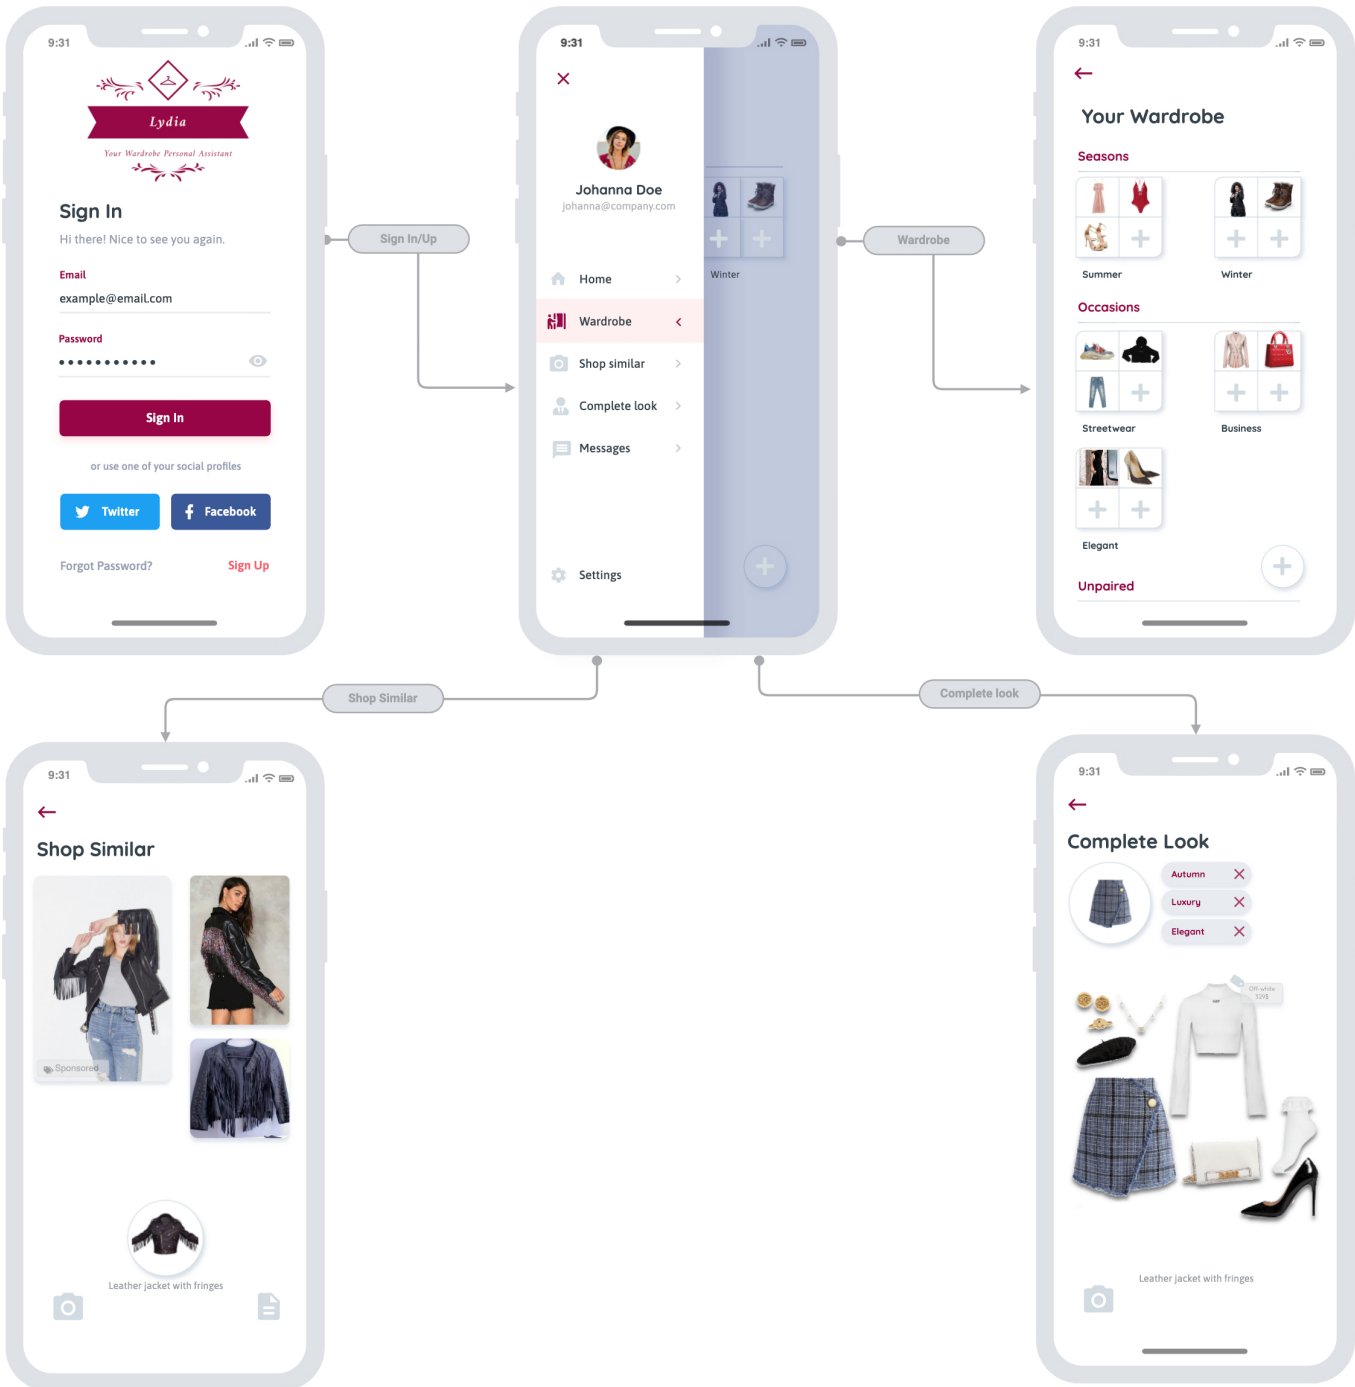 9:31
Lydia
Your Wardrobe Personal Assistant
Sign In
Hi there! Nice to see you again.
Email
example@email.com
Password
Sign In
or use one of your social profiles
Twitter
Facebook
Forgot Password?
Sign Up
Sign In/Up
9:31
Johanna Doe
johanna@company.com
Home
Wardrobe
Shop similar
Complete look
Messages
Settings
Winter
Wardrobe
9:31
Your Wardrobe
Seasons
Summer
Winter
Occasions
Streetwear
Business
Elegant
Unpaired
Shop Similar
Complete look
9:31
Shop Similar
Sponsored
Leather jacket with fringes
9:31
Complete Look
Autumn
Luxury
Elegant
Off-white
329$
Leather jacket with fringes